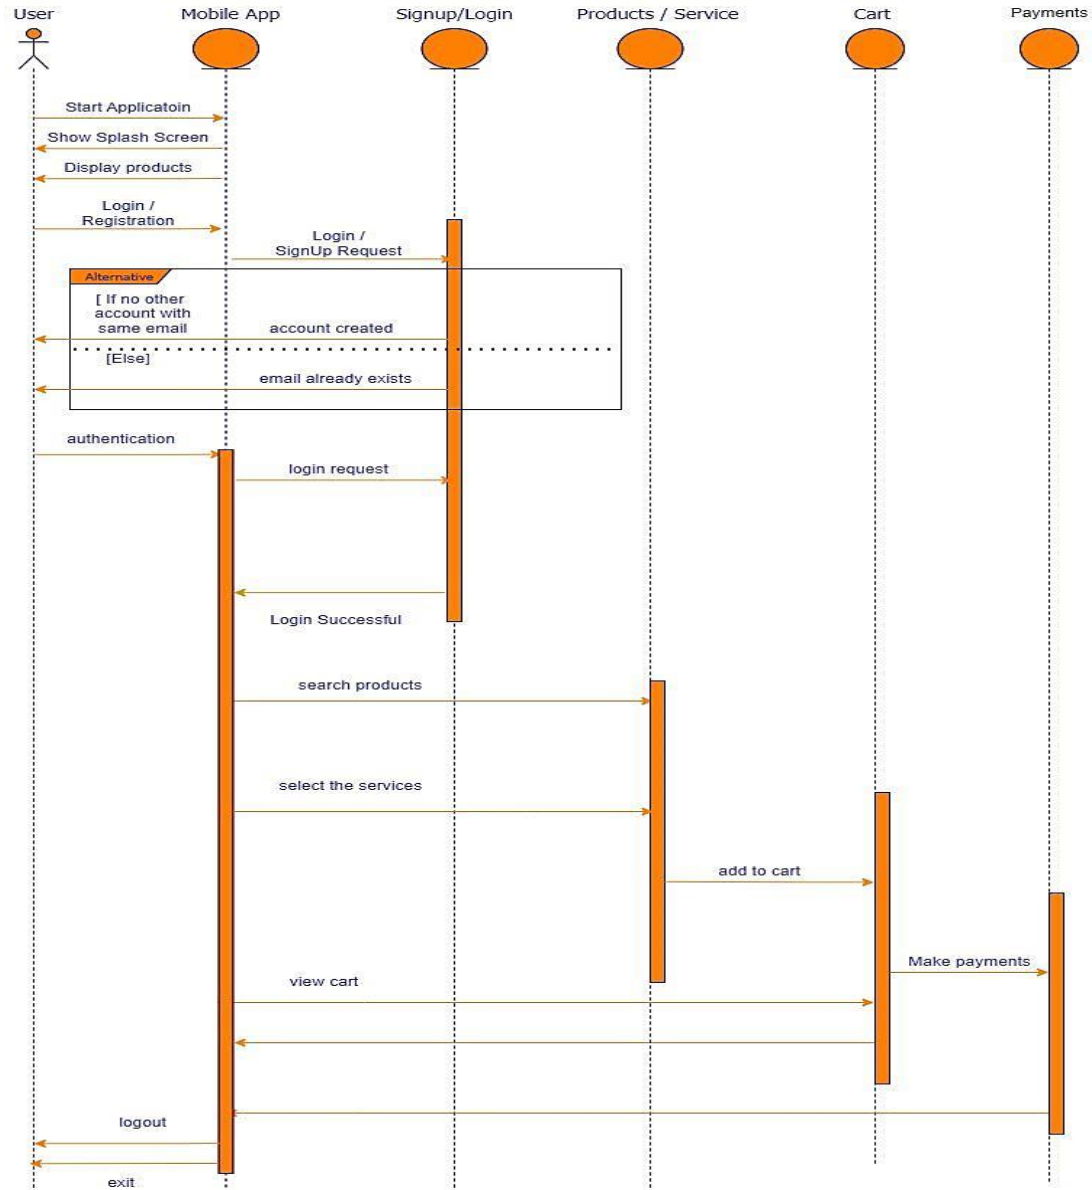 User
Mobile App
Signup/Login
Products / Service
Cart
Payments
Start Applicatoin
Show Splash Screen
Display products
Login /
Registration
Login /
SignUp Request
Alternative
[ If no other
account with
same email
account created
[Else]
email already exists
authentication
login request
Login Successful
search products
select the services
add to cart
Make payments
view cart
logout
exit